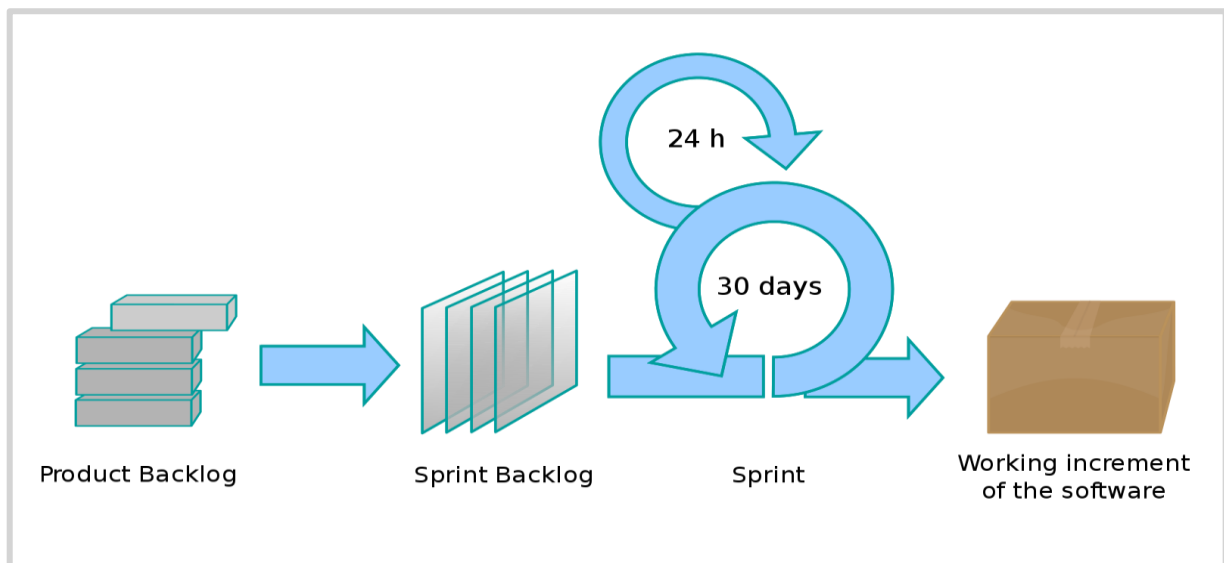 24 h
30 days
Product Backlog
Sprint Backlog
Sprint
Working increment
of the software